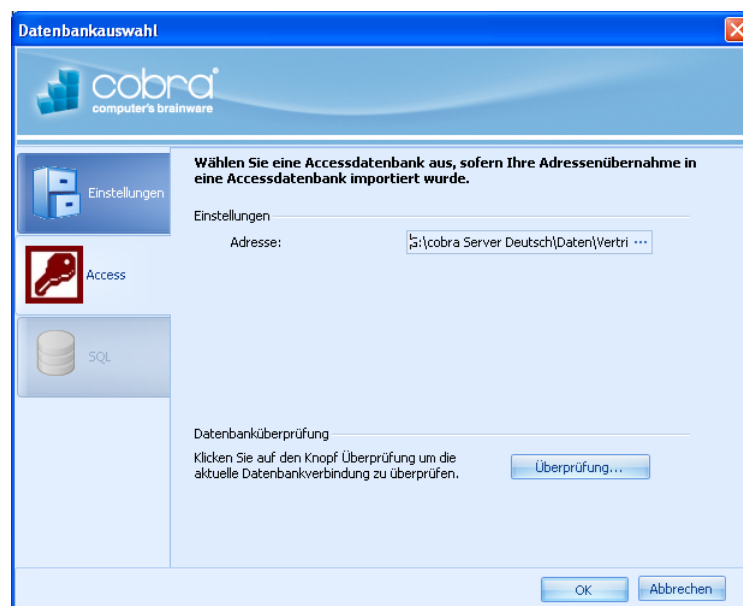 Datenbankauswahl
cobra
computer's brainware
Einstellungen
Access
SQL
Wählen Sie eine Accessdatenbank aus, sofern Ihre Adressenübernahme in
eine Accessdatenbank importiert wurde.
Einstellungen
Adresse: G:\cobra Server Deutsch\Daten\Vertri ...
Datenbanküberprüfung
Klicken Sie auf den Knopf Überprüfung um die
aktuelle Datenbankverbindung zu überprüfen.
Überprüfung...
OK Abbrechen